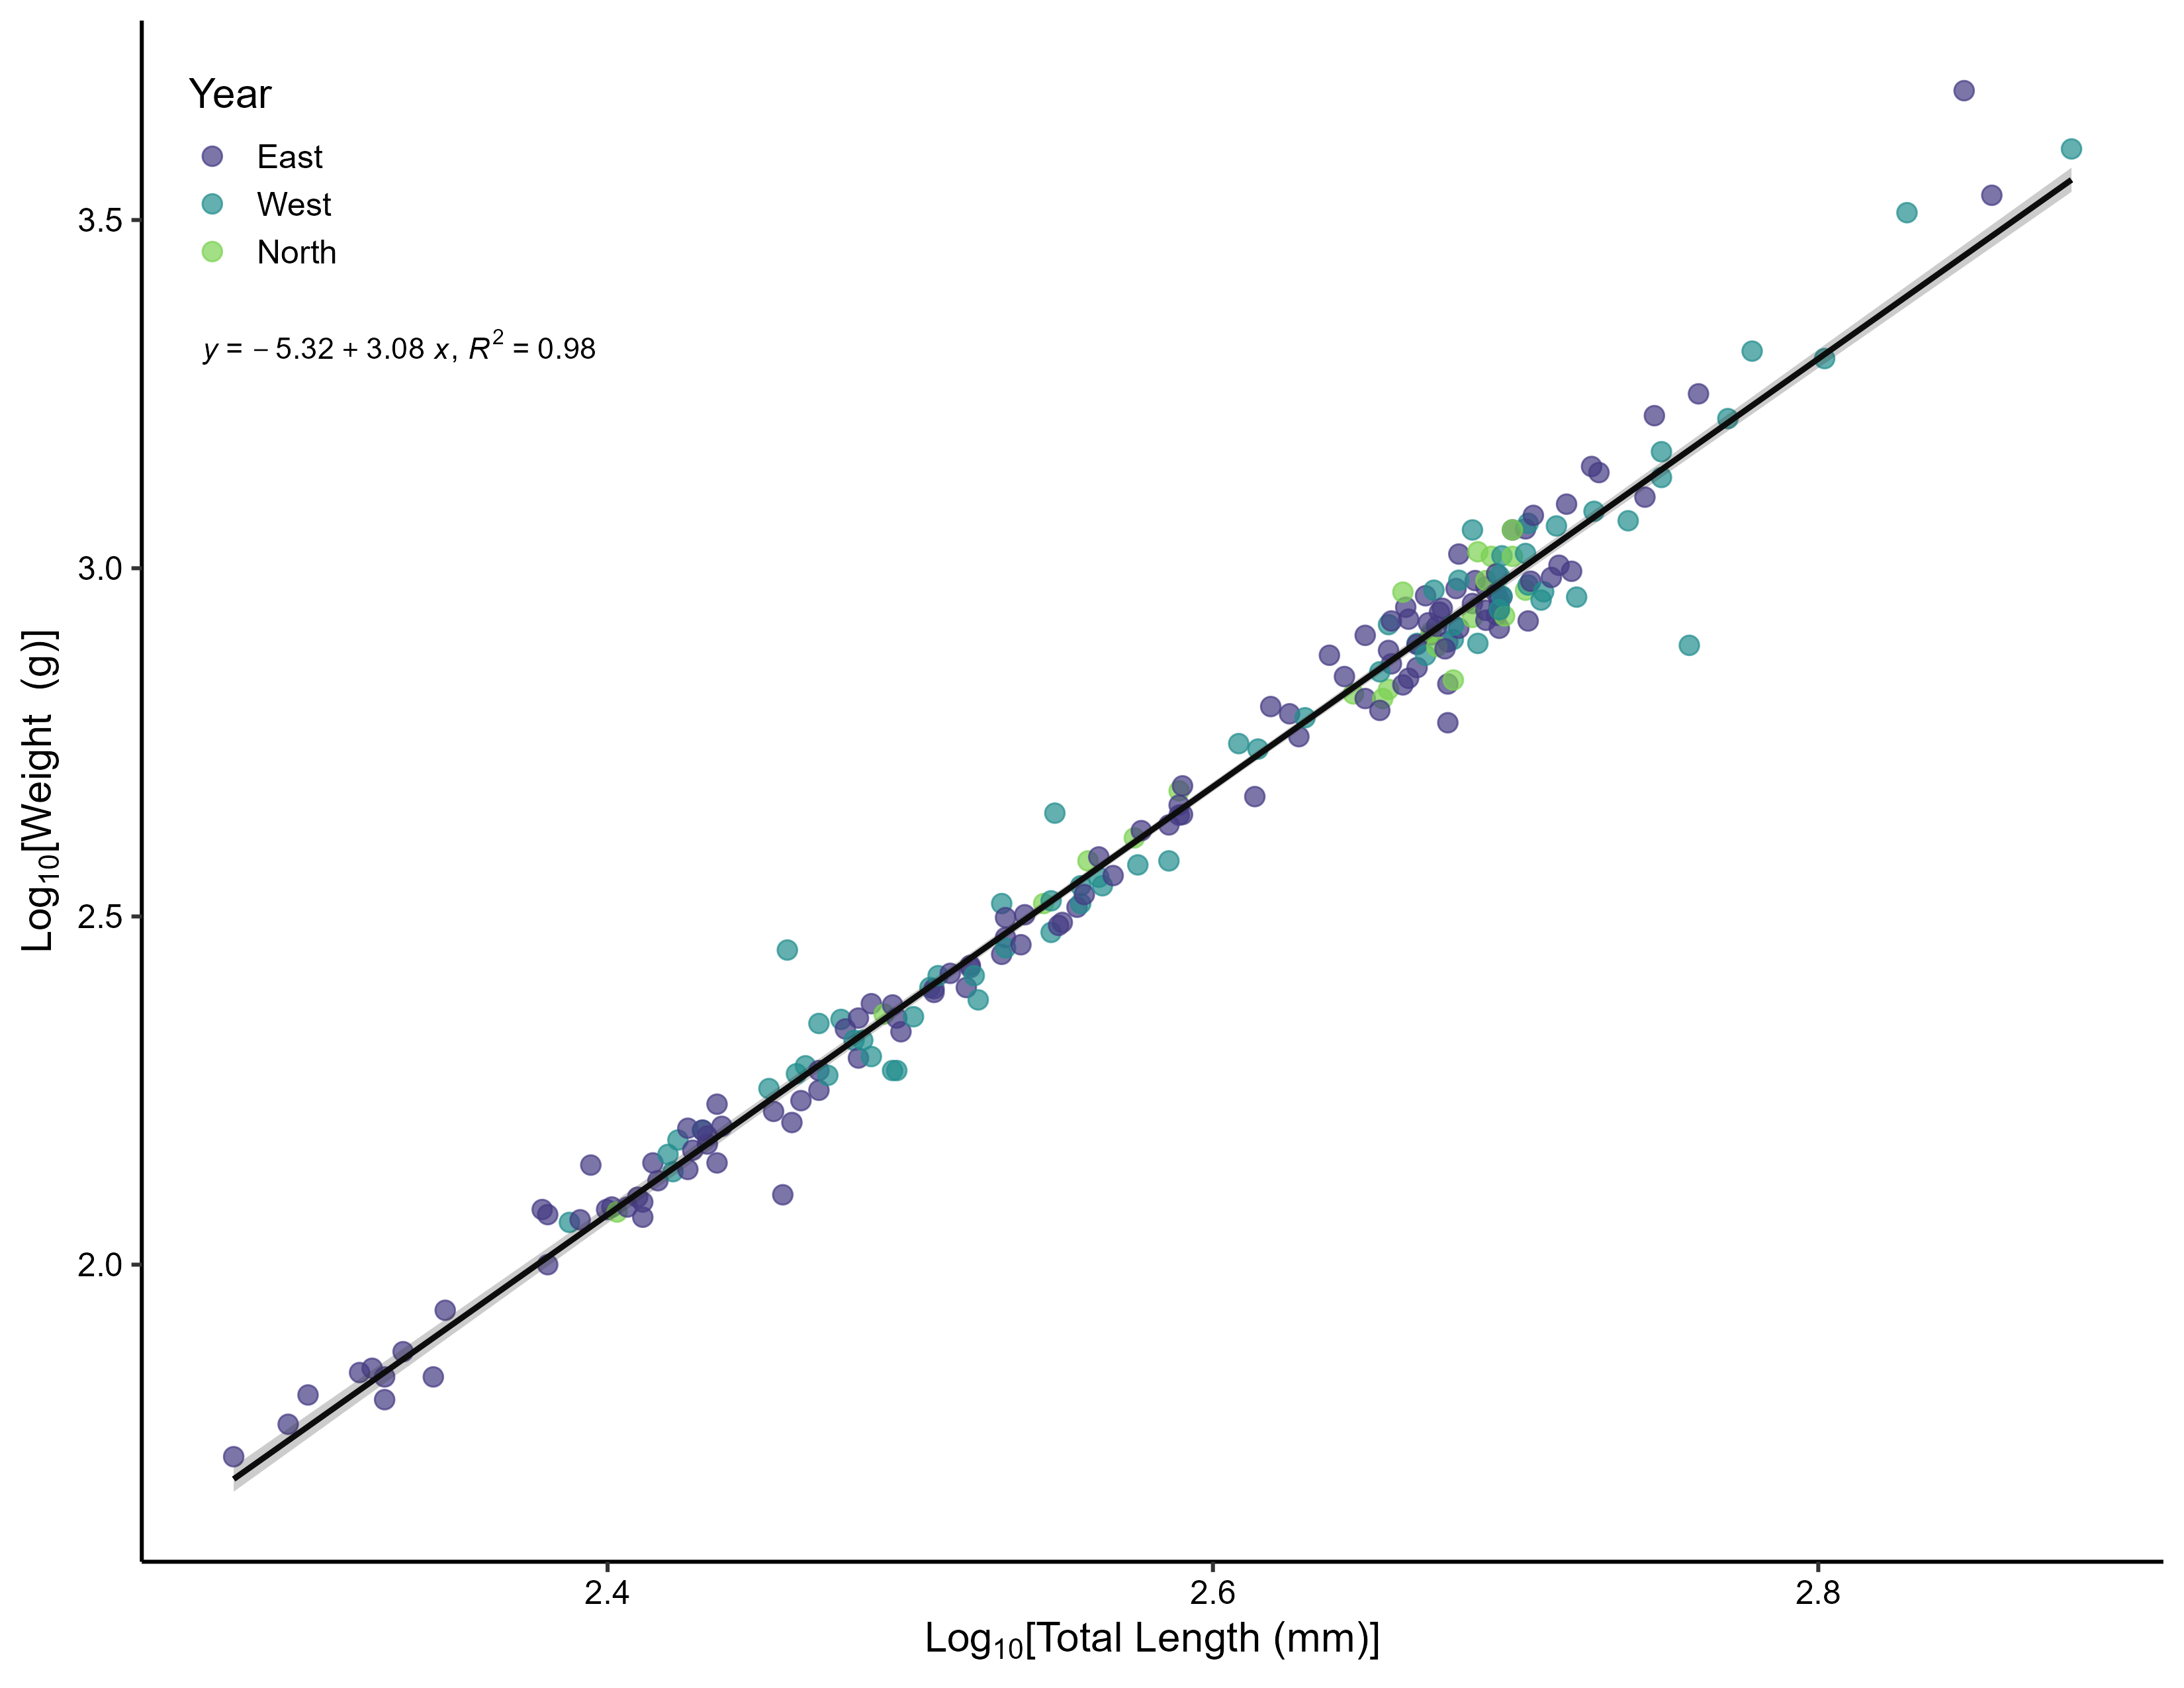 Year
East
West
North
y = − 5.32 + 3.08 x, R² = 0.98
3.5
3.0
2.5
2.0
Log₁₀[Weight (g)]
2.4 2.6 2.8
Log₁₀[Total Length (mm)]